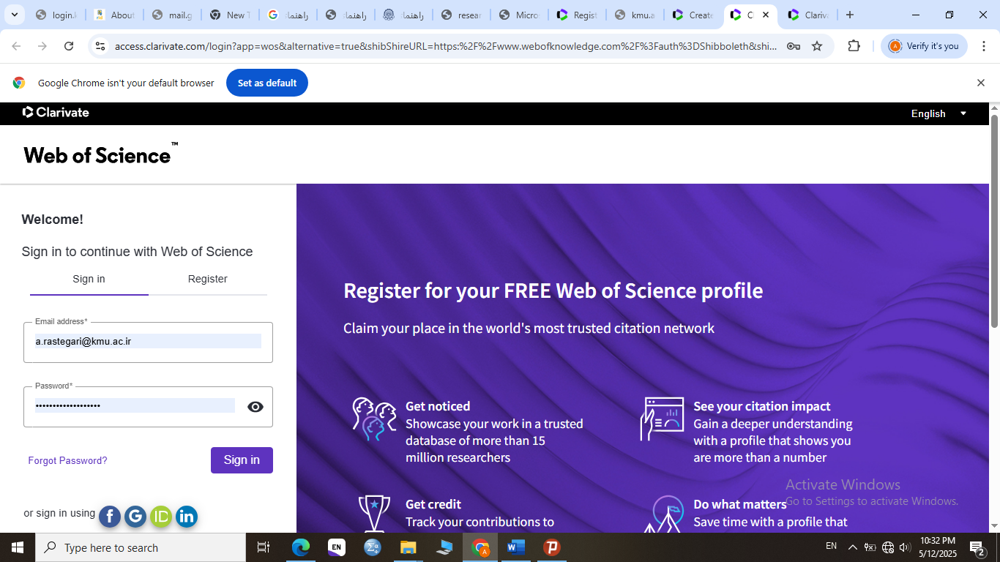 login.k
About
mail.g
New T
راهنمای
راهنمای
راهنمای
resear
Micro
Regist
kmu.a
Create
Cl
Clariva
access.clarivate.com/login?app=wos&alternative=true&shibShireURL=https:%2F%2Fwww.webofknowledge.com%2F%3Fauth%3DShibboleth&shi...
Verify it's you
Google Chrome isn't your default browser
Set as default
Clarivate
English
Web of Science™
Welcome!
Sign in to continue with Web of Science
Sign in
Register
Email address*
a.rastegari@kmu.ac.ir
Password*
•••••••••••••••••••
Forgot Password?
Sign in
or sign in using
f
G
iD
in
Register for your FREE Web of Science profile
Claim your place in the world's most trusted citation network
Get noticed
Showcase your work in a trusted
database of more than 15
million researchers
See your citation impact
Gain a deeper understanding
with a profile that shows you
are more than a number
Get credit
Track your contributions to
Do what matters
Save time with a profile that
Activate Windows
Go to Settings to activate Windows.
Type here to search
EN
EN
10:32 PM
5/12/2025
2